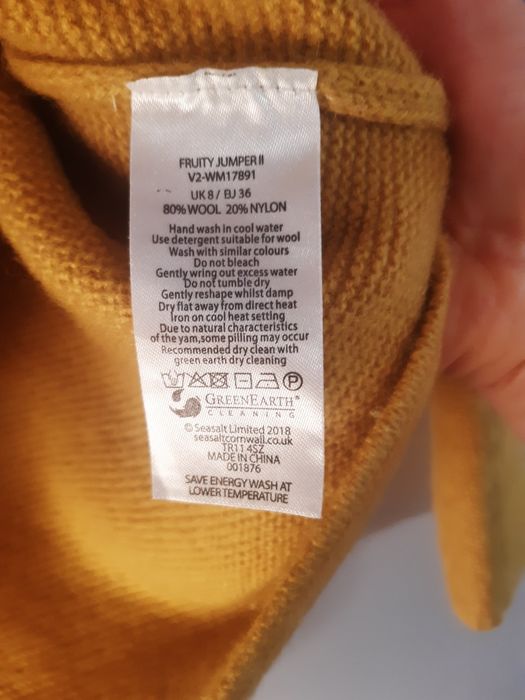 FRUITY JUMPER II
V2-WM17891
UK 8 / EU 36
80% WOOL 20% NYLON
Hand wash in cool water
Use detergent suitable for wool
Wash with similar colours
Do not bleach
Gently wring out excess water
Do not tumble dry
Gently reshape whilst damp
Dry flat away from direct heat
Iron on cool heat setting
Due to natural characteristics
of the yarn, some pilling may occur
Recommended dry clean with
green earth dry cleaning
P
GREENEARTH®
CLEANING
© Seasalt Limited 2018
seasaltcornwall.co.uk
TR11 4SZ
MADE IN CHINA
001876
SAVE ENERGY WASH AT
LOWER TEMPERATURE